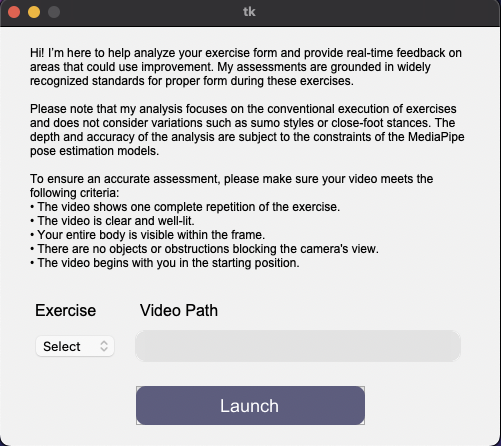 tk
Hi! I'm here to help analyze your exercise form and provide real-time feedback on
areas that could use improvement. My assessments are grounded in widely
recognized standards for proper form during these exercises.
Please note that my analysis focuses on the conventional execution of exercises
and does not consider variations such as sumo styles or close-foot stances. The
depth and accuracy of the analysis are subject to the constraints of the MediaPipe
pose estimation models.
To ensure an accurate assessment, please make sure your video meets the
following criteria:
• The video shows one complete repetition of the exercise.
• The video is clear and well-lit.
• Your entire body is visible within the frame.
• There are no objects or obstructions blocking the camera's view.
• The video begins with you in the starting position.
Exercise Video Path
Select
Launch